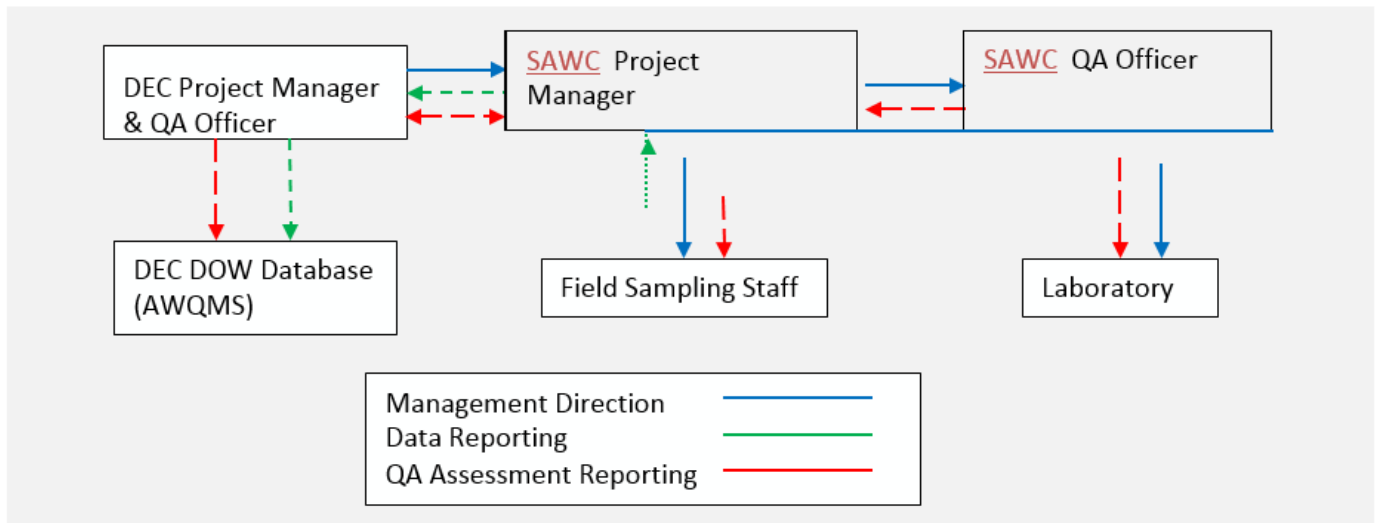 DEC Project Manager
& QA Officer
SAWC Project
Manager
SAWC QA Officer
DEC DOW Database
(AWQMS)
Field Sampling Staff
Laboratory
Management Direction
Data Reporting
QA Assessment Reporting